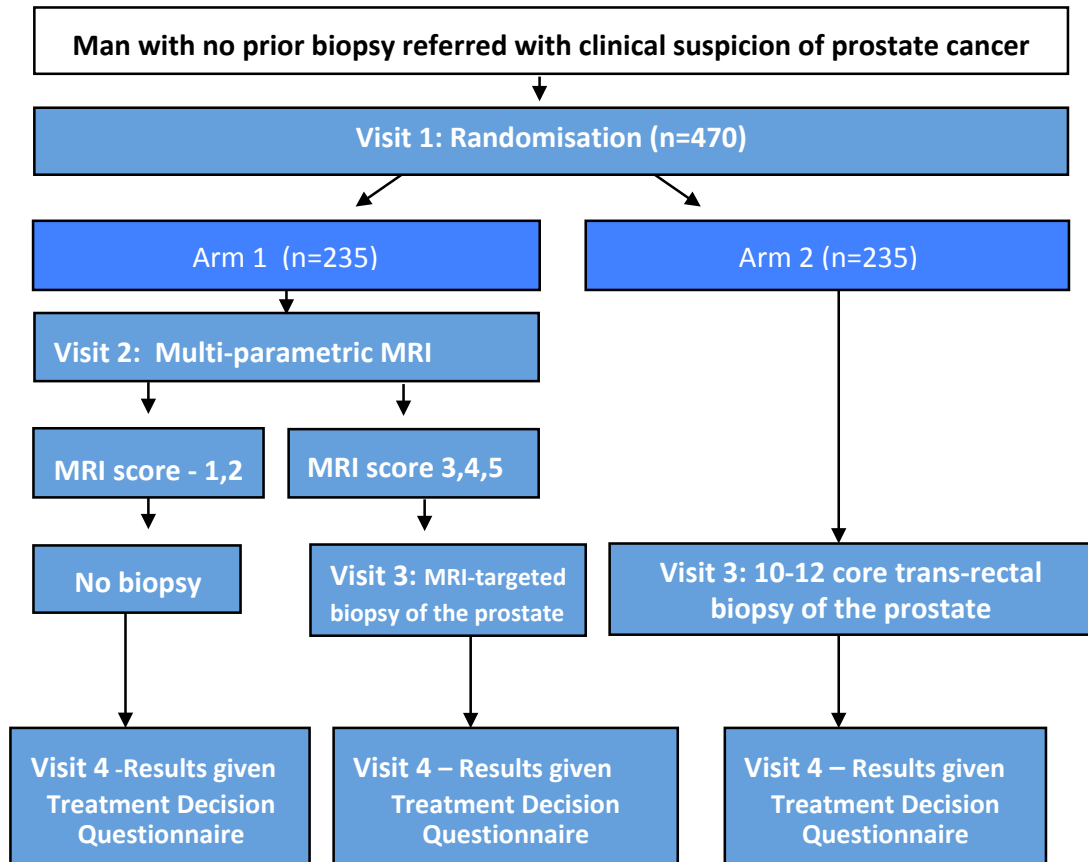 Man with no prior biopsy referred with clinical suspicion of prostate cancer
Visit 1: Randomisation (n=470)
Arm 1 (n=235)
Arm 2 (n=235)
Visit 2: Multi-parametric MRI
MRI score - 1,2
MRI score 3,4,5
No biopsy
Visit 3: MRI-targeted
biopsy of the prostate
Visit 3: 10-12 core trans-rectal
biopsy of the prostate
Visit 4 -Results given
Treatment Decision
Questionnaire
Visit 4 – Results given
Treatment Decision
Questionnaire
Visit 4 – Results given
Treatment Decision
Questionnaire